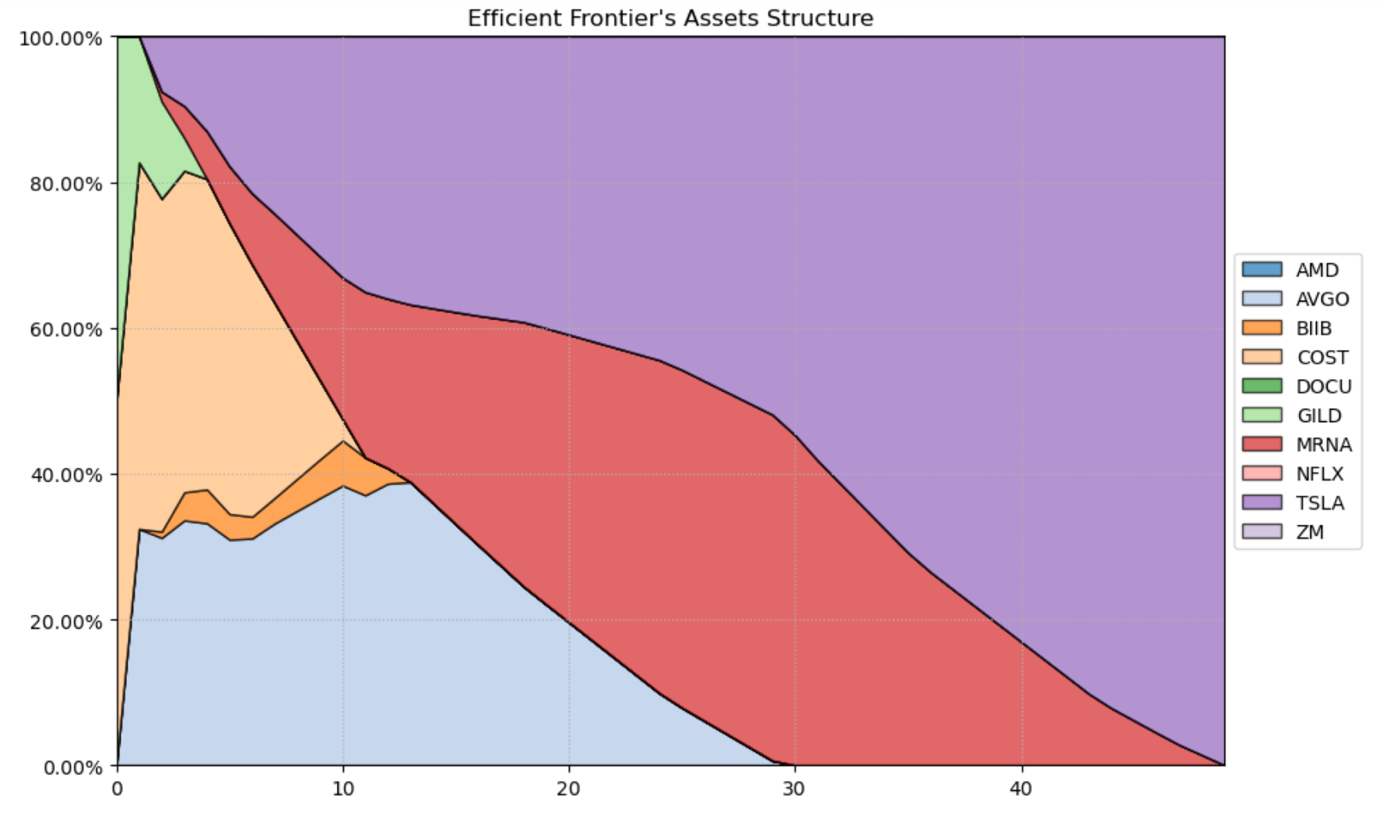 Efficient Frontier's Assets Structure
100.00%
80.00%
60.00%
40.00%
20.00%
0.00%
0 10 20 30 40
AMD
AVGO
BIIB
COST
DOCU
GILD
MRNA
NFLX
TSLA
ZM